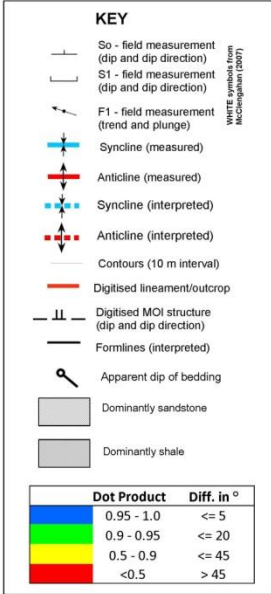 KEY
So - field measurement
(dip and dip direction)
S1 - field measurement
(dip and dip direction)
F1 - field measurement
(trend and plunge)
WHITE symbols from
McClengahan (2007)
Syncline (measured)
Anticline (measured)
Syncline (interpreted)
Anticline (interpreted)
Contours (10 m interval)
Digitised lineament/outcrop
Digitised MOI structure
(dip and dip direction)
Formlines (interpreted)
Apparent dip of bedding
Dominantly sandstone
Dominantly shale
Dot Product Diff. in °
0.95 - 1.0 <= 5
0.9 - 0.95 <= 20
0.5 - 0.9 <= 45
<0.5 > 45